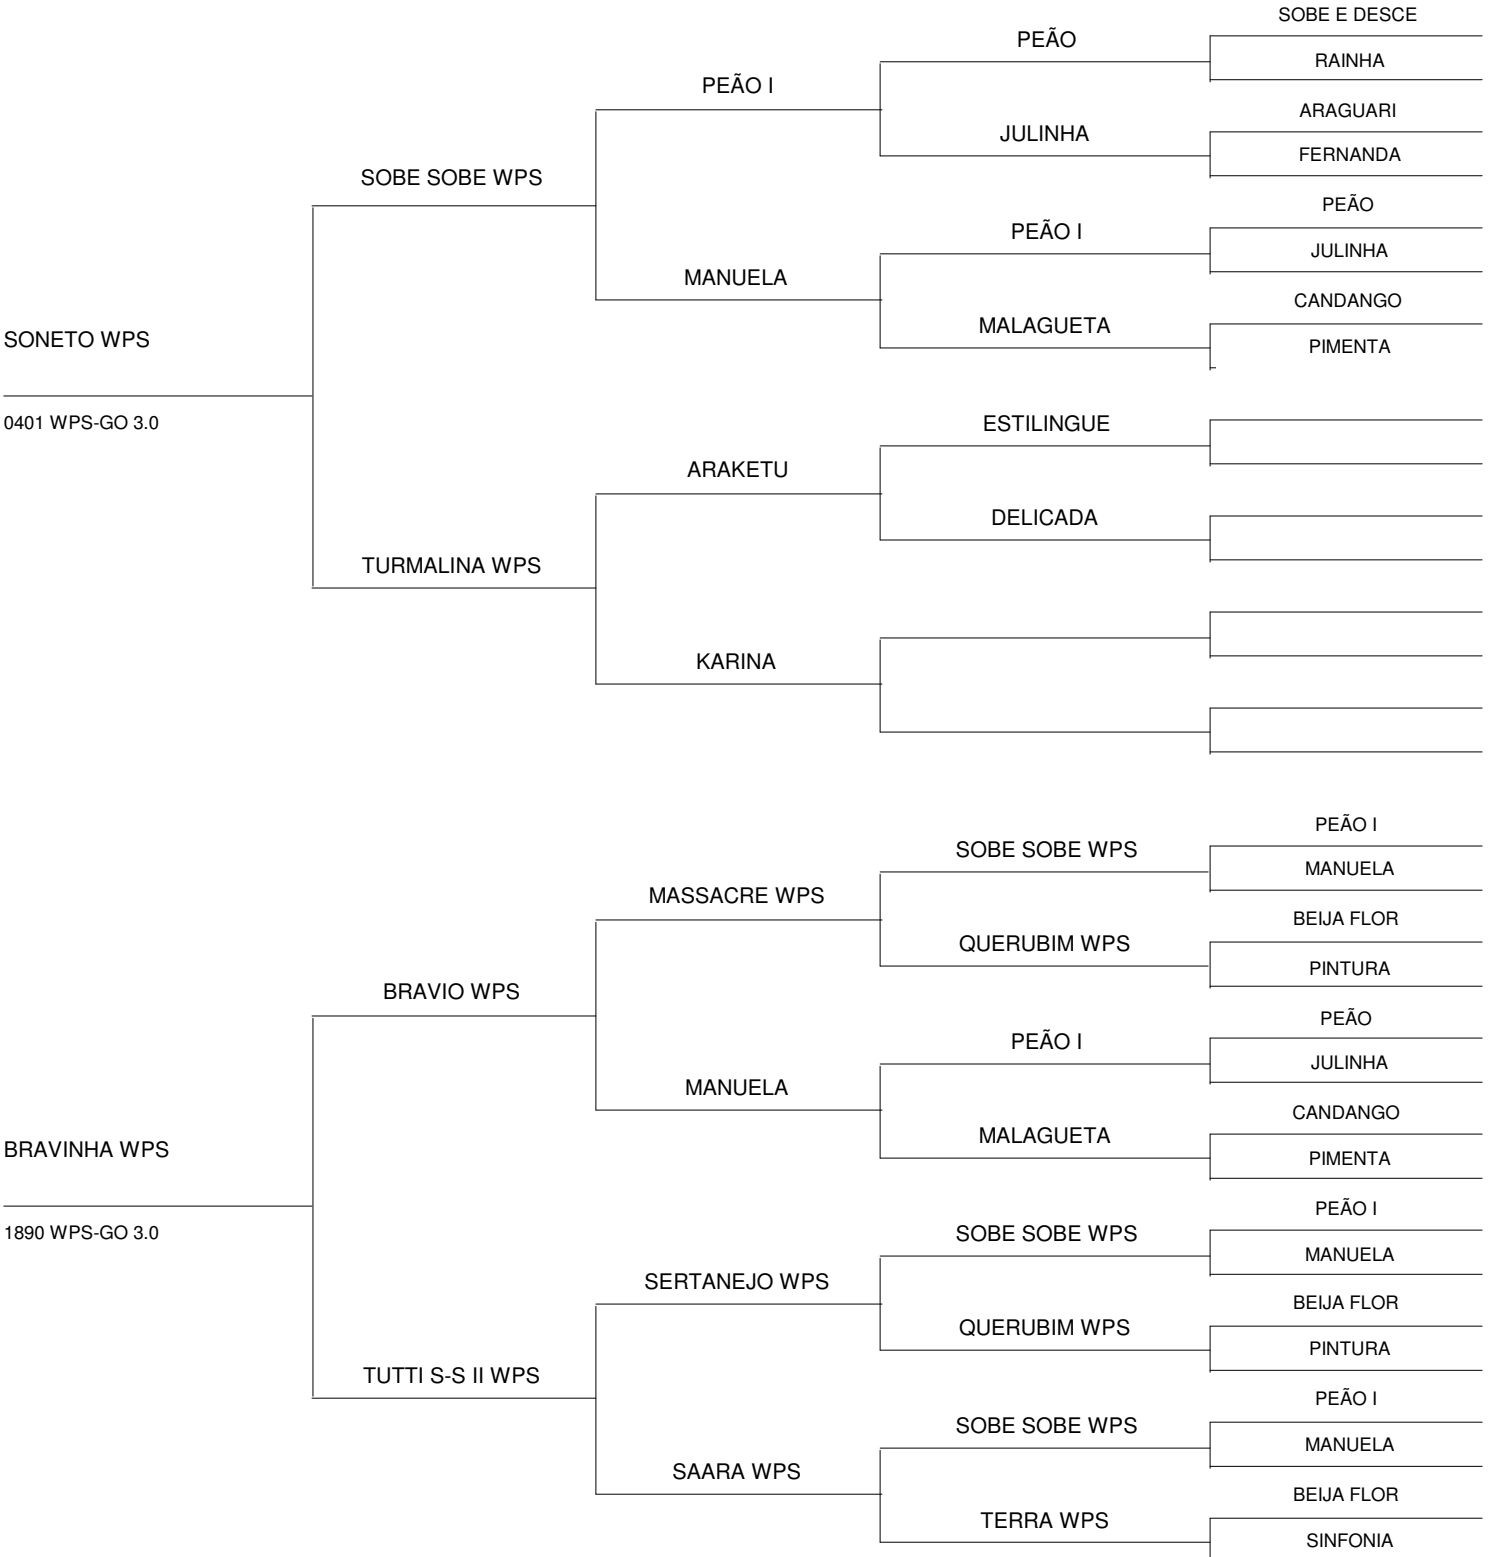 SOBE E DESCE
PEÃO
RAINHA
PEÃO I
ARAGUARI
JULINHA
FERNANDA
SOBE SOBE WPS
PEÃO
PEÃO I
JULINHA
MANUELA
CANDANGO
MALAGUETA
SONETO WPS
PIMENTA
0401 WPS-GO 3.0
ESTILINGUE
ARAKETU
DELICADA
TURMALINA WPS
KARINA
PEÃO I
SOBE SOBE WPS
MANUELA
MASSACRE WPS
BEIJA FLOR
QUERUBIM WPS
PINTURA
BRAVIO WPS
PEÃO
PEÃO I
JULINHA
MANUELA
CANDANGO
MALAGUETA
BRAVINHA WPS
PIMENTA
PEÃO I
1890 WPS-GO 3.0
SOBE SOBE WPS
MANUELA
SERTANEJO WPS
BEIJA FLOR
QUERUBIM WPS
PINTURA
TUTTI S-S II WPS
PEÃO I
SOBE SOBE WPS
MANUELA
SAARA WPS
BEIJA FLOR
TERRA WPS
SINFONIA